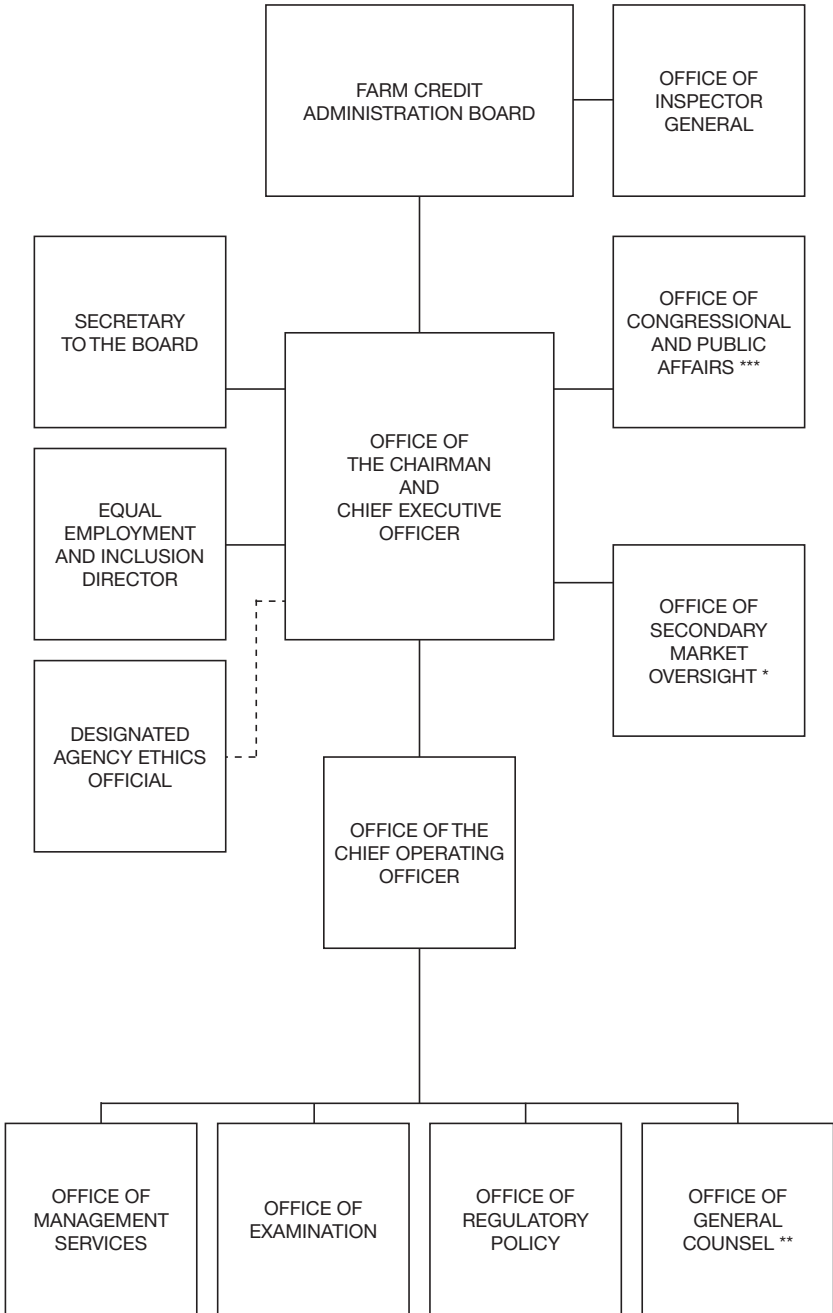 FARM CREDIT
ADMINISTRATION BOARD
OFFICE OF
INSPECTOR
GENERAL
SECRETARY
TO THE BOARD
OFFICE OF
CONGRESSIONAL
AND PUBLIC
AFFAIRS ***
OFFICE OF
THE CHAIRMAN
AND
CHIEF EXECUTIVE
OFFICER
EQUAL
EMPLOYMENT
AND INCLUSION
DIRECTOR
OFFICE OF
SECONDARY
MARKET
OVERSIGHT *
DESIGNATED
AGENCY ETHICS
OFFICIAL
OFFICE OF THE
CHIEF OPERATING
OFFICER
OFFICE OF
MANAGEMENT
SERVICES
OFFICE OF
EXAMINATION
OFFICE OF
REGULATORY
POLICY
OFFICE OF
GENERAL
COUNSEL **